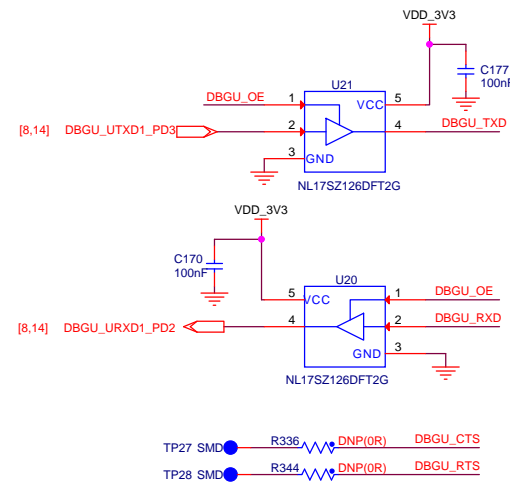 VDD_3V3
C177
100nF
U21
DBGU_OE 1 VCC 5
[8,14] DBGU_UTXD1_PD3 2 4 DBGU_TXD
3 GND
NL17SZ126DFT2G
VDD_3V3
C170
100nF
U20
5 VCC 1 DBGU_OE
[8,14] DBGU_URXD1_PD2 4 2 DBGU_RXD
GND 3
NL17SZ126DFT2G
TP27 SMD R336 DNP(0R) DBGU_CTS
TP28 SMD R344 DNP(0R) DBGU_RTS